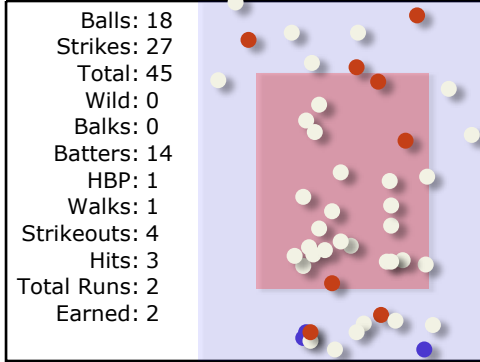 Balls: 18
Strikes: 27
Total: 45
Wild: 0
Balks: 0
Batters: 14
HBP: 1
Walks: 1
Strikeouts: 4
Hits: 3
Total Runs: 2
Earned: 2